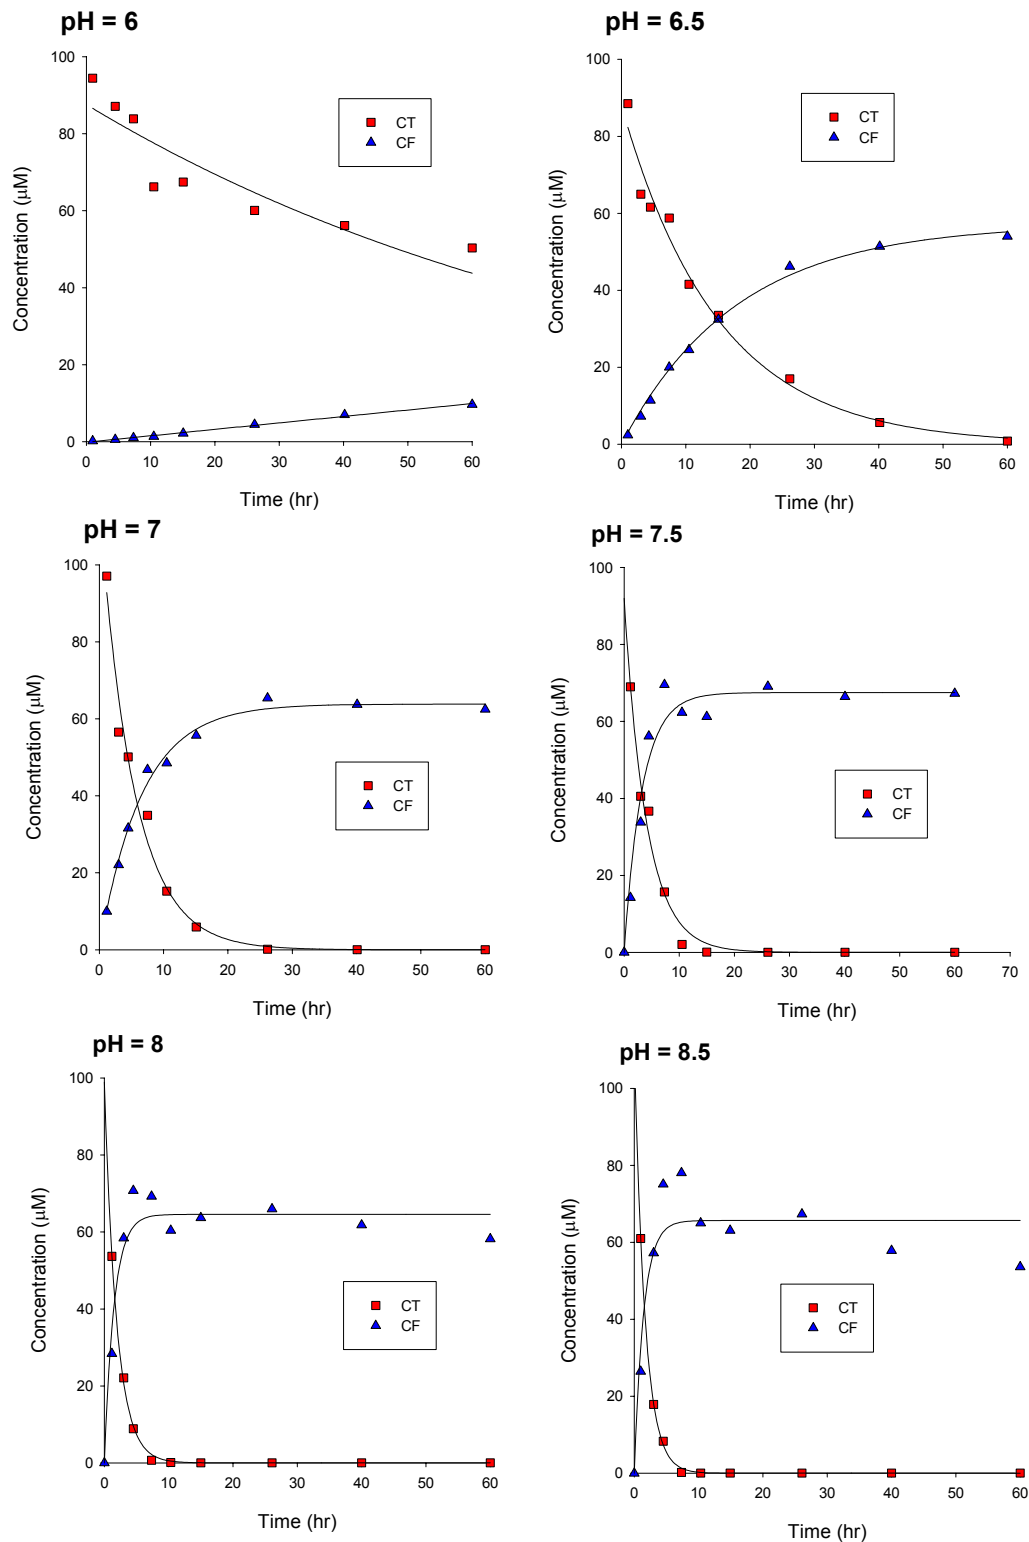 pH = 6
100
80
60
40
20
0
Concentration (μM)
CT
CF
0 10 20 30 40 50 60
Time (hr)
pH = 6.5
100
80
60
40
20
0
Concentration (μM)
CT
CF
0 10 20 30 40 50 60
Time (hr)
pH = 7
100
80
60
40
20
0
Concentration (μM)
CT
CF
0 10 20 30 40 50 60
Time (hr)
pH = 7.5
100
80
60
40
20
0
Concentration (μM)
CT
CF
0 10 20 30 40 50 60 70
Time (hr)
pH = 8
100
80
60
40
20
0
Concentration (μM)
CT
CF
0 10 20 30 40 50 60
Time (hr)
pH = 8.5
100
80
60
40
20
0
Concentration (μM)
CT
CF
0 10 20 30 40 50 60
Time (hr)